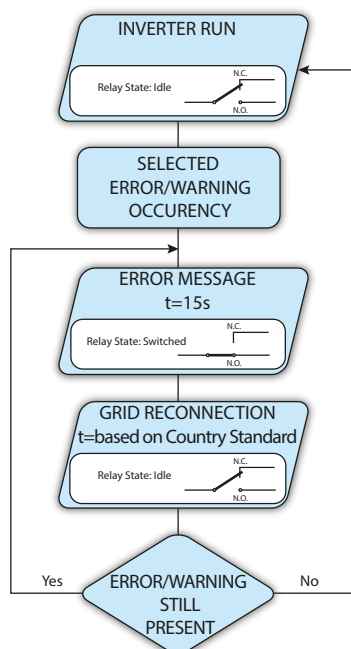 INVERTER RUN
N.C.
Relay State: Idle
N.O.
SELECTED
ERROR/WARNING
OCCURENCY
ERROR MESSAGE
t=15s
N.C.
Relay State: Switched
N.O.
GRID RECONNECTION
t=based on Country Standard
N.C.
Relay State: Idle
N.O.
Yes
ERROR/WARNING
STILL
PRESENT
No